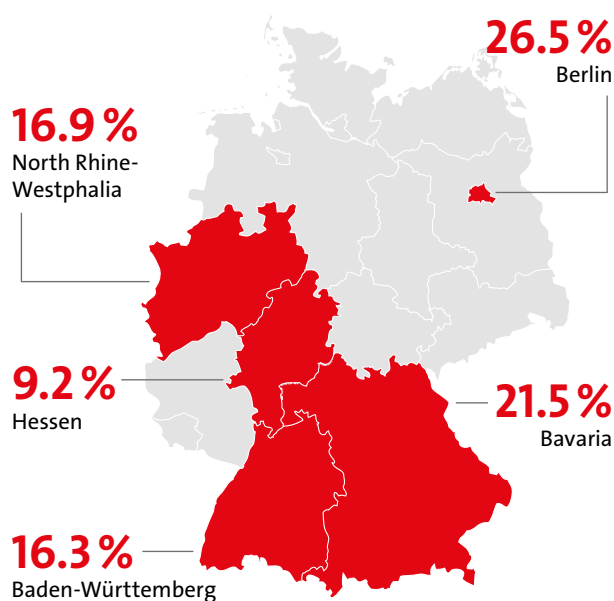 26.5 %
Berlin
16.9 %
North Rhine-
Westphalia
9.2 %
Hessen
21.5 %
Bavaria
16.3 %
Baden-Württemberg